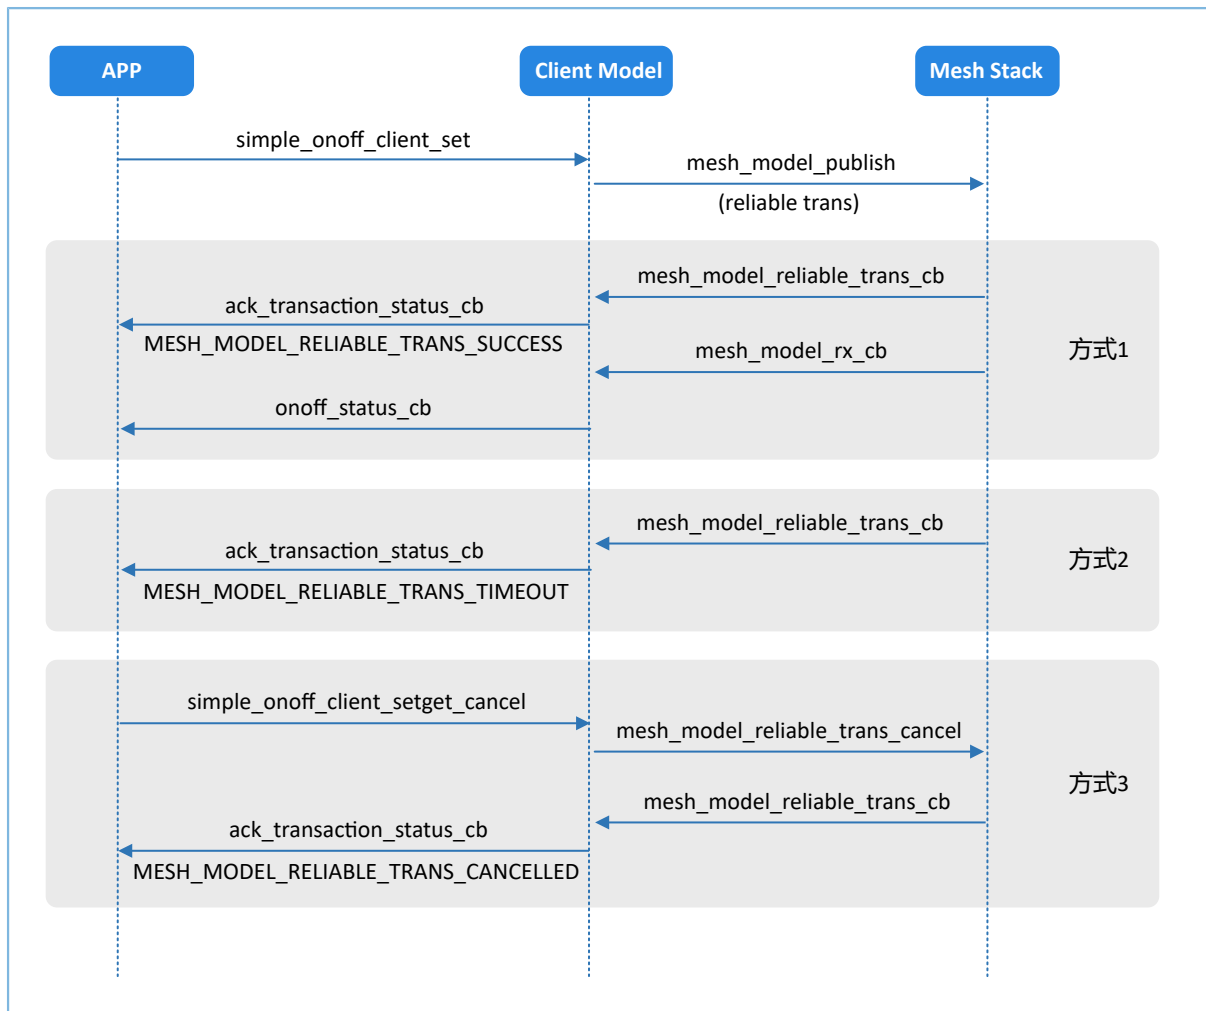 APP
Client Model
Mesh Stack
simple_onoff_client_set
mesh_model_publish
(reliable trans)
mesh_model_reliable_trans_cb
ack_transaction_status_cb
MESH_MODEL_RELIABLE_TRANS_SUCCESS
mesh_model_rx_cb
方式1
onoff_status_cb
mesh_model_reliable_trans_cb
ack_transaction_status_cb
方式2
MESH_MODEL_RELIABLE_TRANS_TIMEOUT
simple_onoff_client_setget_cancel
mesh_model_reliable_trans_cancel
方式3
mesh_model_reliable_trans_cb
ack_transaction_status_cb
MESH_MODEL_RELIABLE_TRANS_CANCELLED